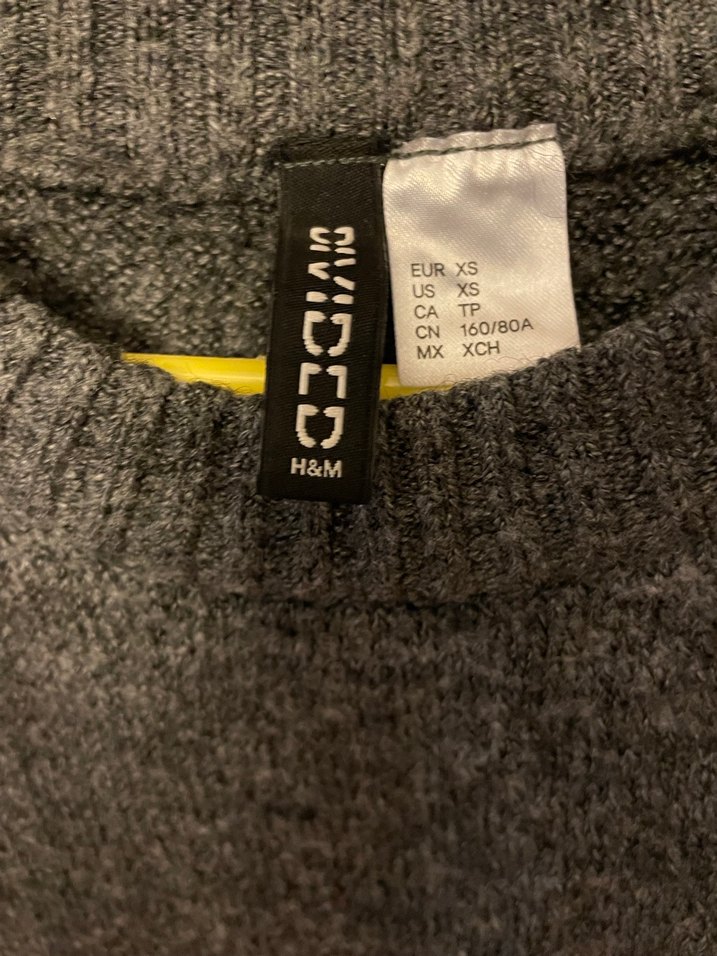 DIVIDED
H&M
EUR XS
US XS
CA TP
CN 160/80A
MX XCH